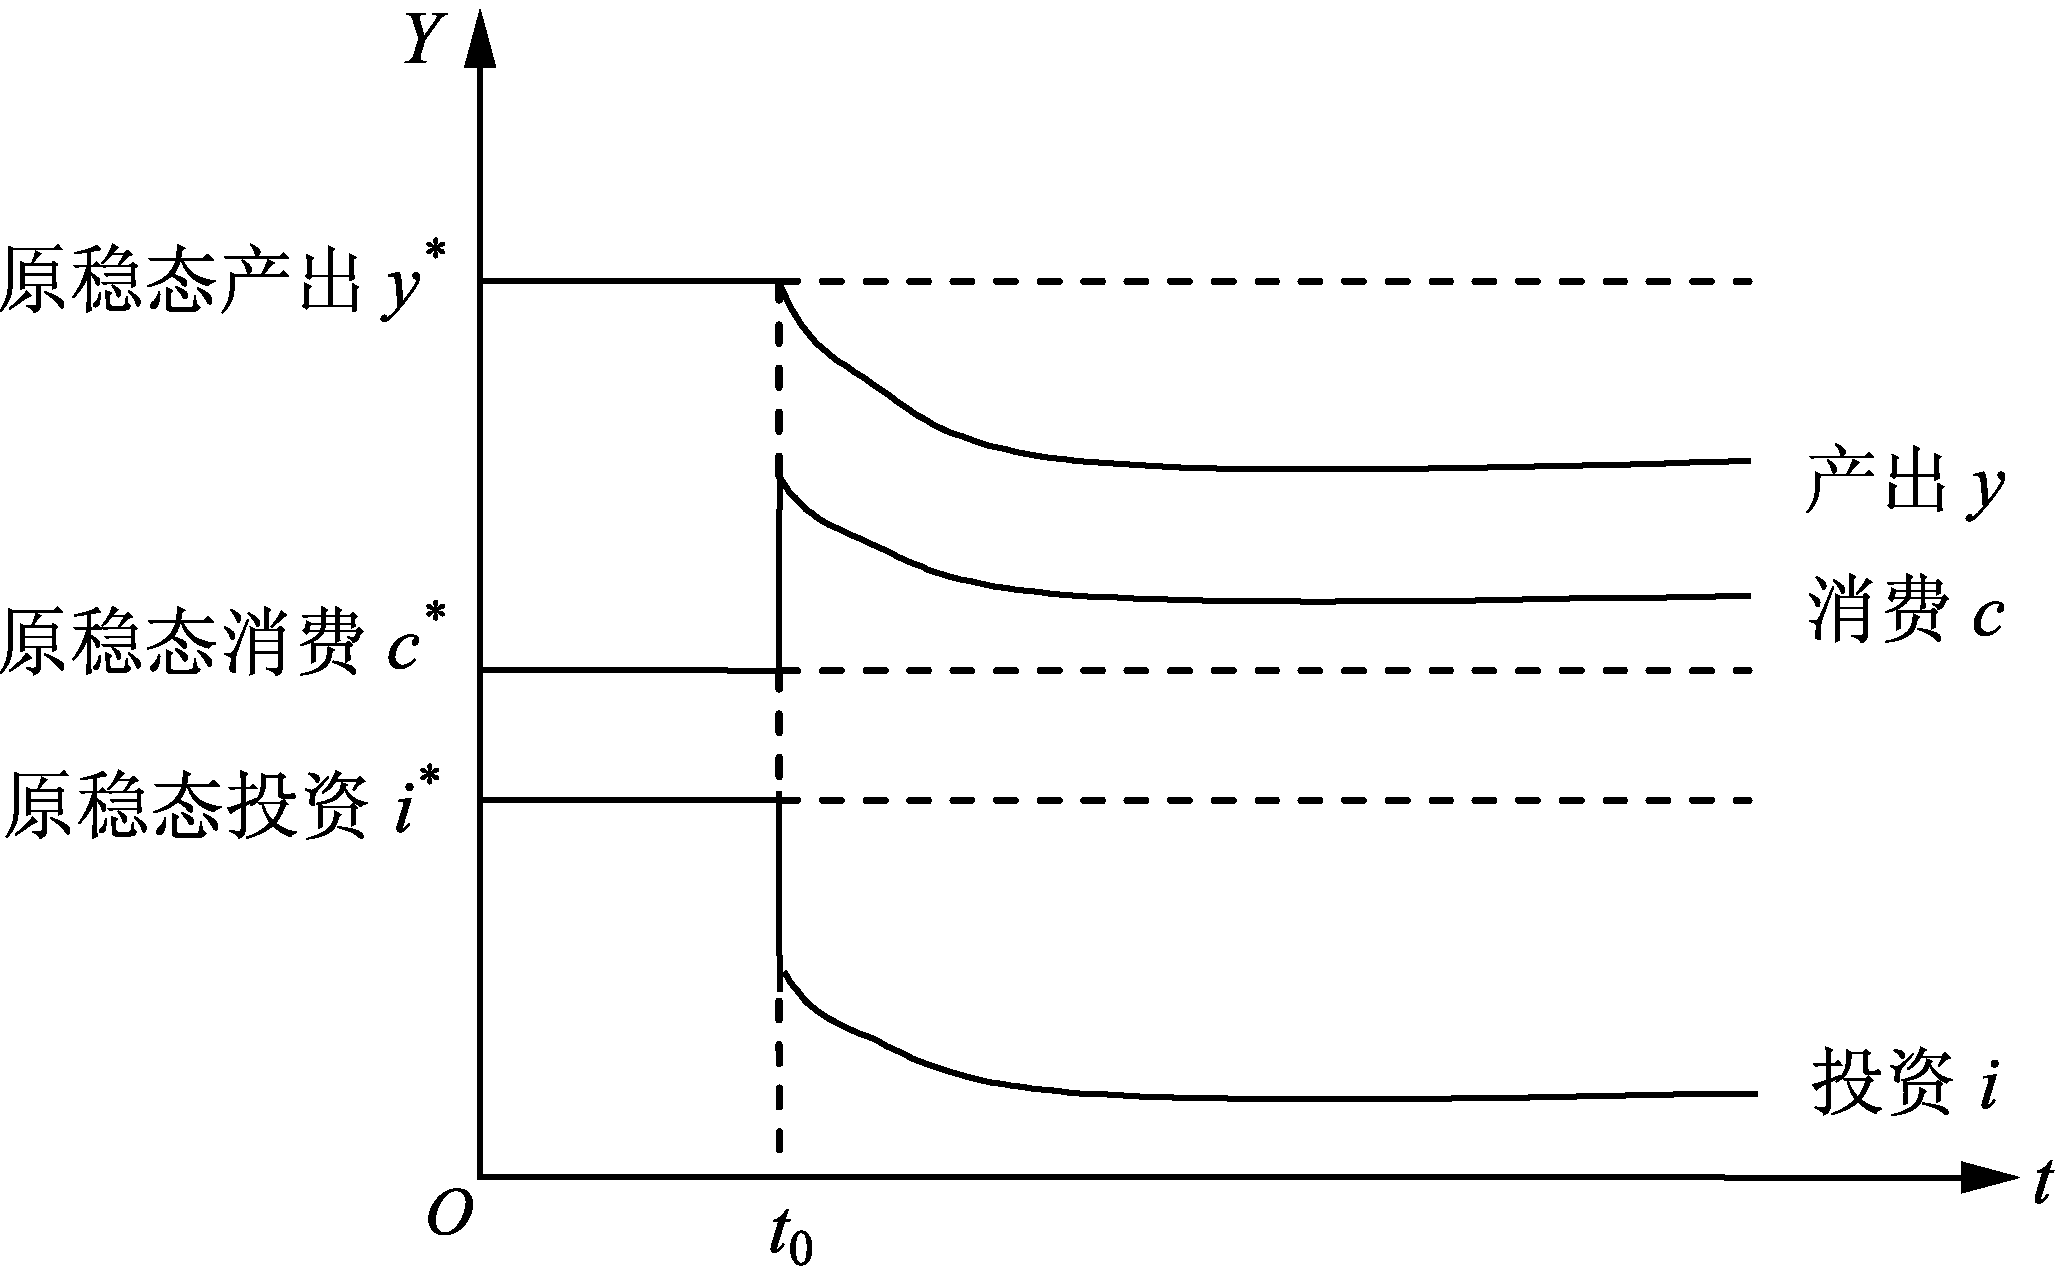 Y
原稳态产出 y*
产出 y
原稳态消费 c*
消费 c
原稳态投资 i*
投资 i
O
t₀
t